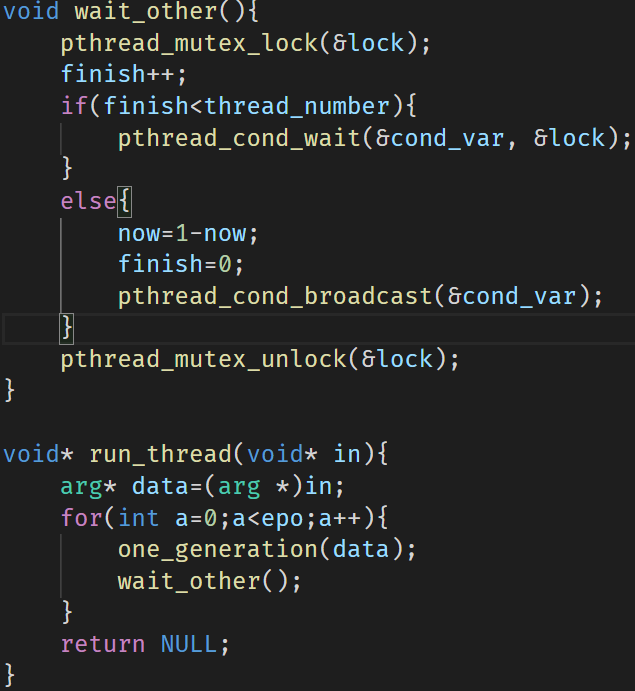 void wait_other(){
    pthread_mutex_lock(&lock);
    finish++;
    if(finish<thread_number){
        pthread_cond_wait(&cond_var, &lock);
    }
    else{
        now=1-now;
        finish=0;
        pthread_cond_broadcast(&cond_var);
    }
    pthread_mutex_unlock(&lock);
}

void* run_thread(void* in){
    arg* data=(arg *)in;
    for(int a=0;a<epo;a++){
        one_generation(data);
        wait_other();
    }
    return NULL;
}